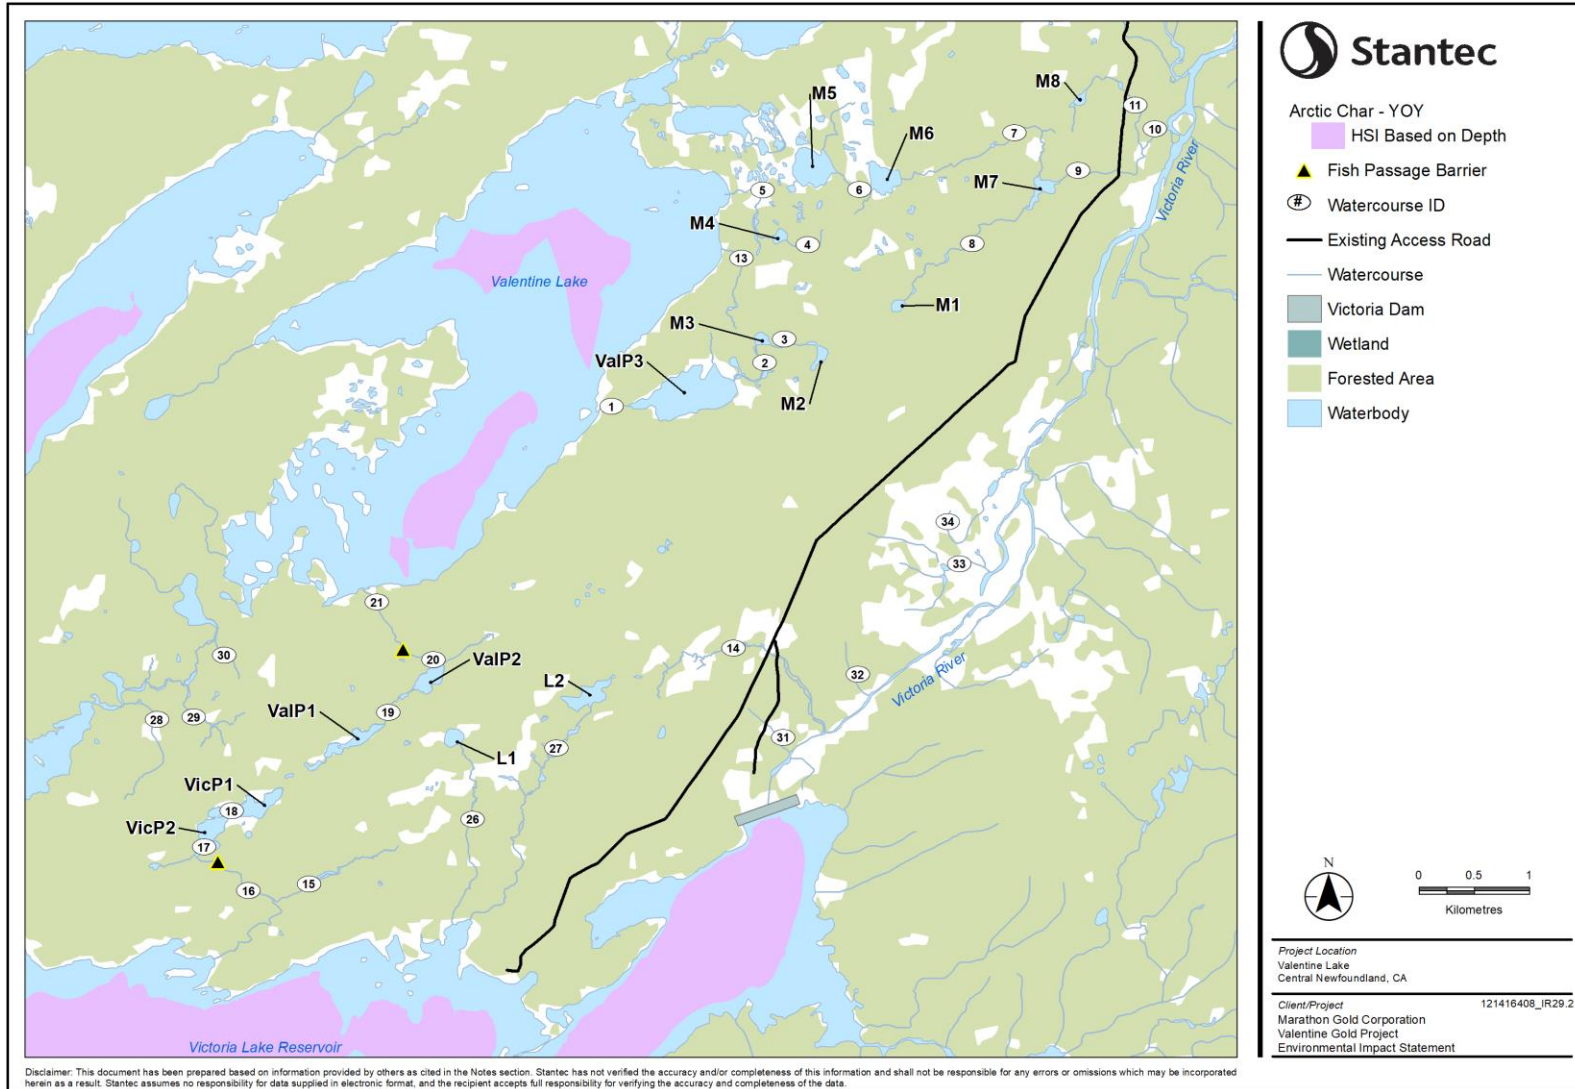 Stantec
Arctic Char - YOY
HSI Based on Depth
Fish Passage Barrier
# Watercourse ID
Existing Access Road
Watercourse
Victoria Dam
Wetland
Forested Area
Waterbody
M8
M5
11
M6
7
10
M7
9
5
6
Victoria River
M4
4
8
13
Valentine Lake
M1
M3
3
ValP3
2
M2
1
34
33
21
14
30
20
ValP2
32
L2
Victoria River
ValP1
19
28
29
31
27
L1
VicP1
18
26
VicP2
17
16
15
Victoria Lake Reservoir
N
0 0.5 1
Kilometres
Project Location
Valentine Lake
Central Newfoundland, CA
Client/Project 121416408_IR29.2
Marathon Gold Corporation
Valentine Gold Project
Environmental Impact Statement
Disclaimer: This document has been prepared based on information provided by others as cited in the Notes section. Stantec has not verified the accuracy and/or completeness of this information and shall not be responsible for any errors or omissions which may be incorporated
herein as a result. Stantec assumes no responsibility for data supplied in electronic format, and the recipient accepts full responsibility for verifying the accuracy and completeness of the data.